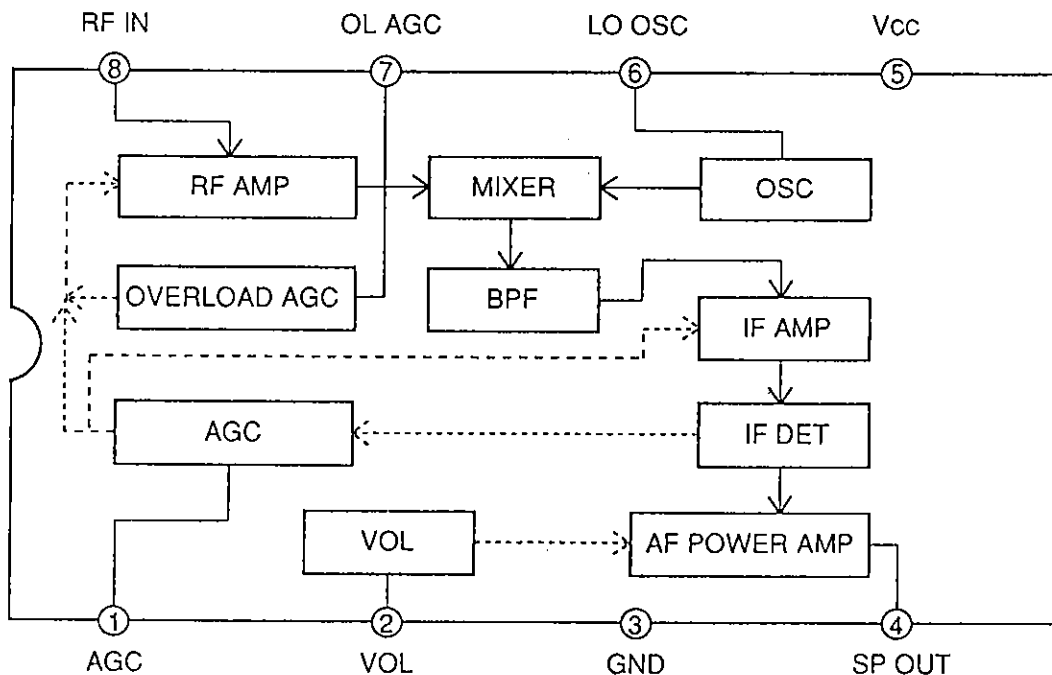 RF IN OL AGC LO OSC Vcc
8 7 6 5
RF AMP MIXER OSC
OVERLOAD AGC BPF IF AMP
AGC IF DET
VOL AF POWER AMP
1 2 3 4
AGC VOL GND SP OUT